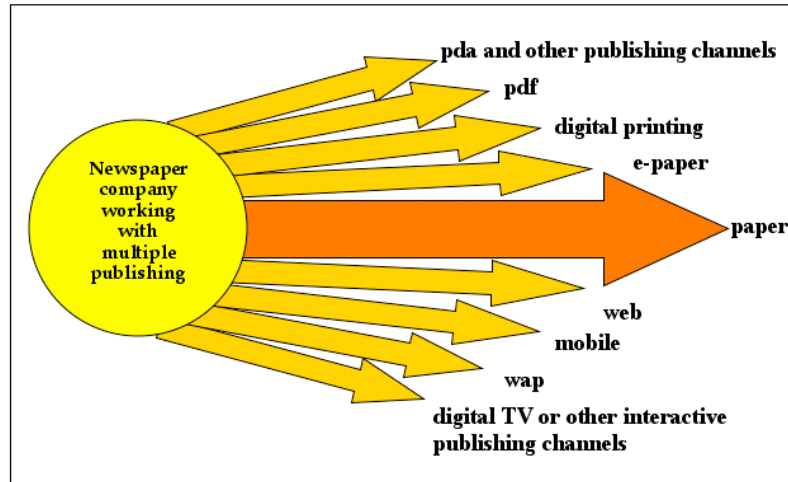 pda and other publishing channels
pdf
digital printing
e-paper
Newspaper
company
working
with
multiple
publishing
paper
web
mobile
wap
digital TV or other interactive
publishing channels